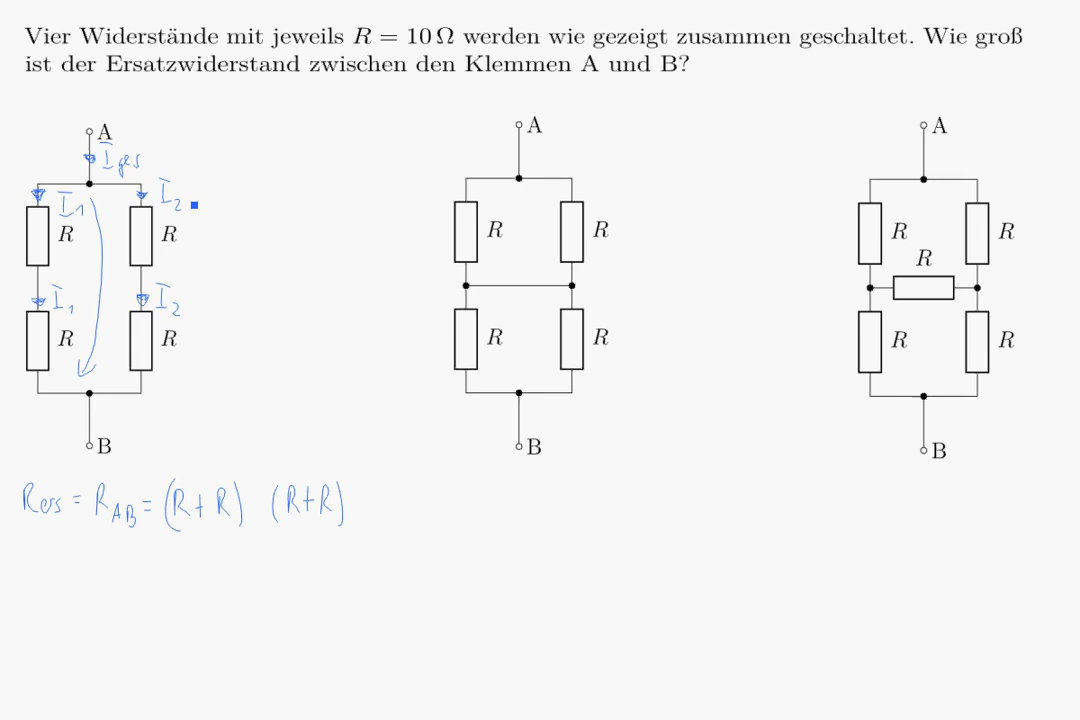 Vier Widerstände mit jeweils R = 10 Ω werden wie gezeigt zusammen geschaltet. Wie groß
ist der Ersatzwiderstand zwischen den Klemmen A und B?
A
I ges
I1
I2
R
R
I1
I2
R
R
B
A
R
R
R
R
B
A
R
R
R
R
R
B
Rers = RAB = (R+R) (R+R)